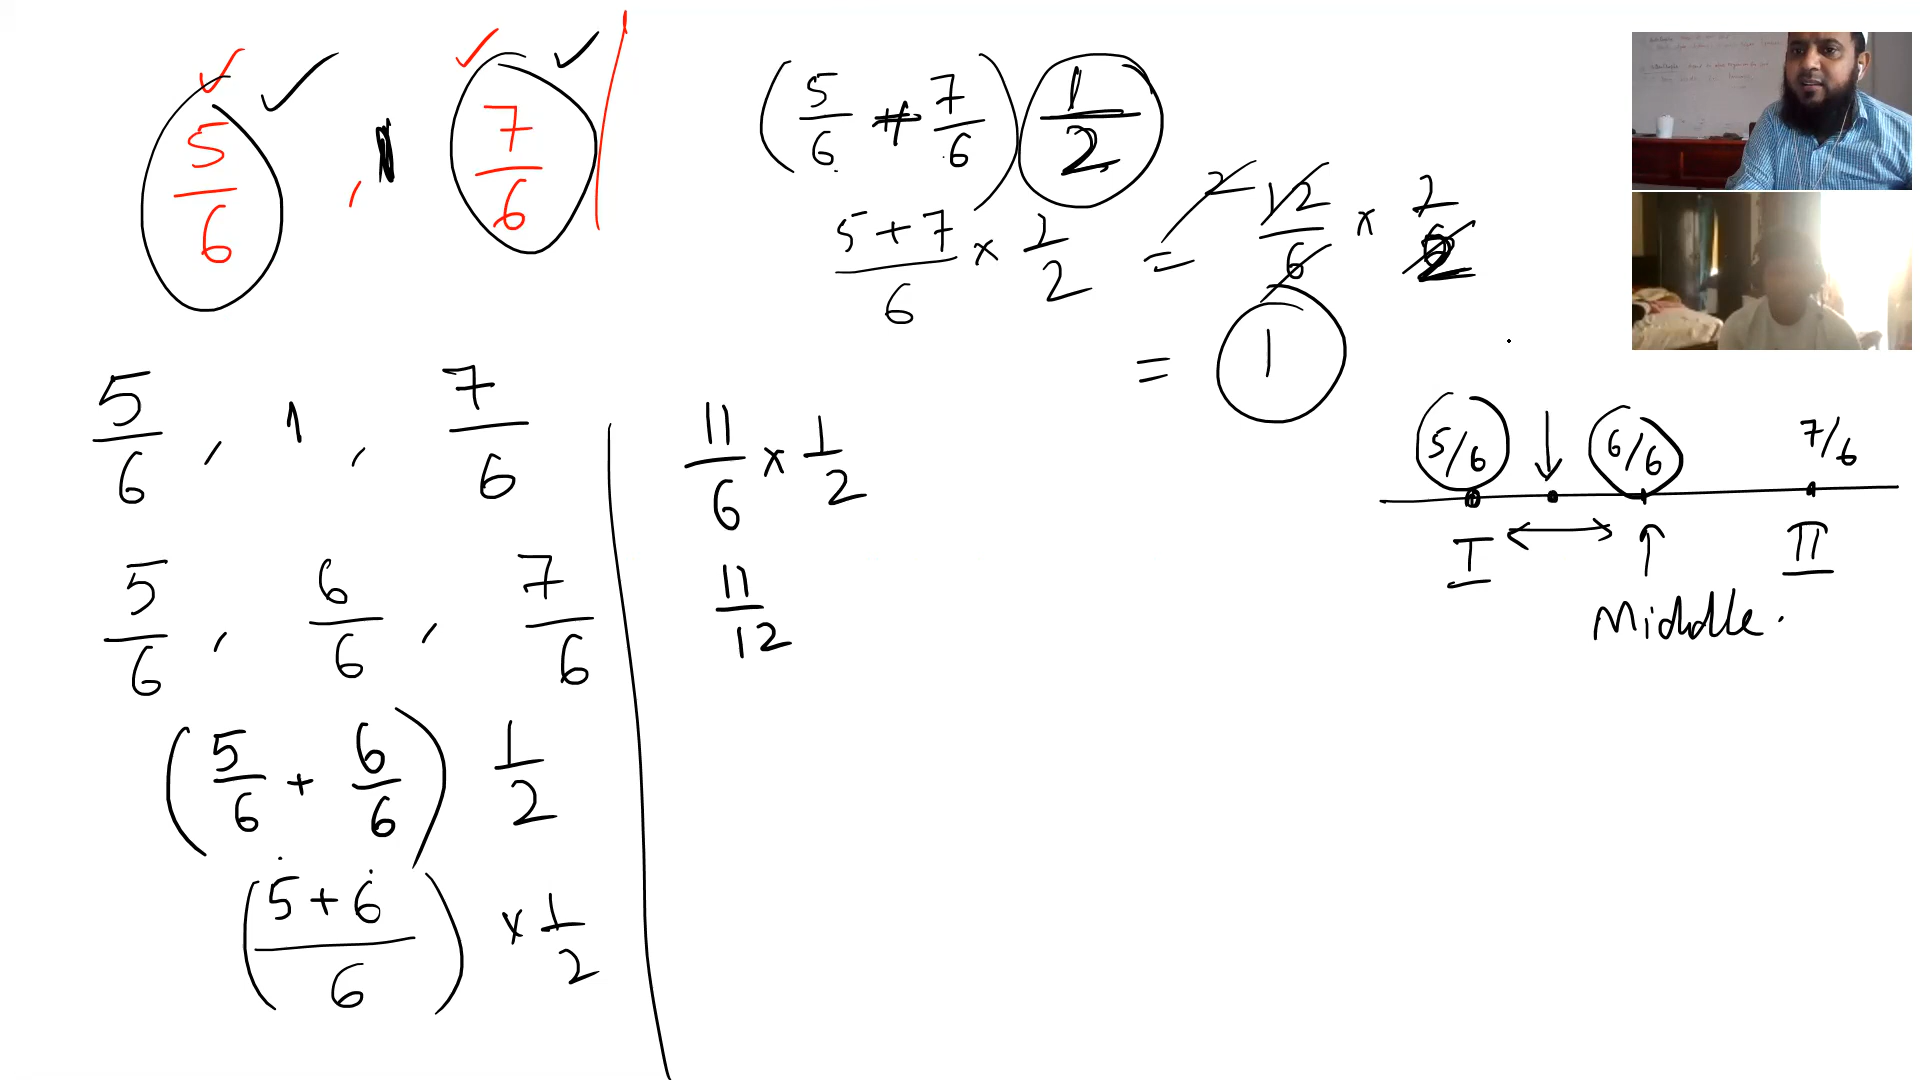 5/6 , 1 7/6
(5/6 + 7/6) 1/2
(5+7)/6 × 1/2 = 2 12/6 × 1/2
= 1
5/6 , 1 , 7/6
5/6 , 6/6 , 7/6
(5/6 + 6/6) 1/2
((5+6)/6) × 1/2
11/6 × 1/2
11/12
5/6 6/6 7/6
I II
Middle.